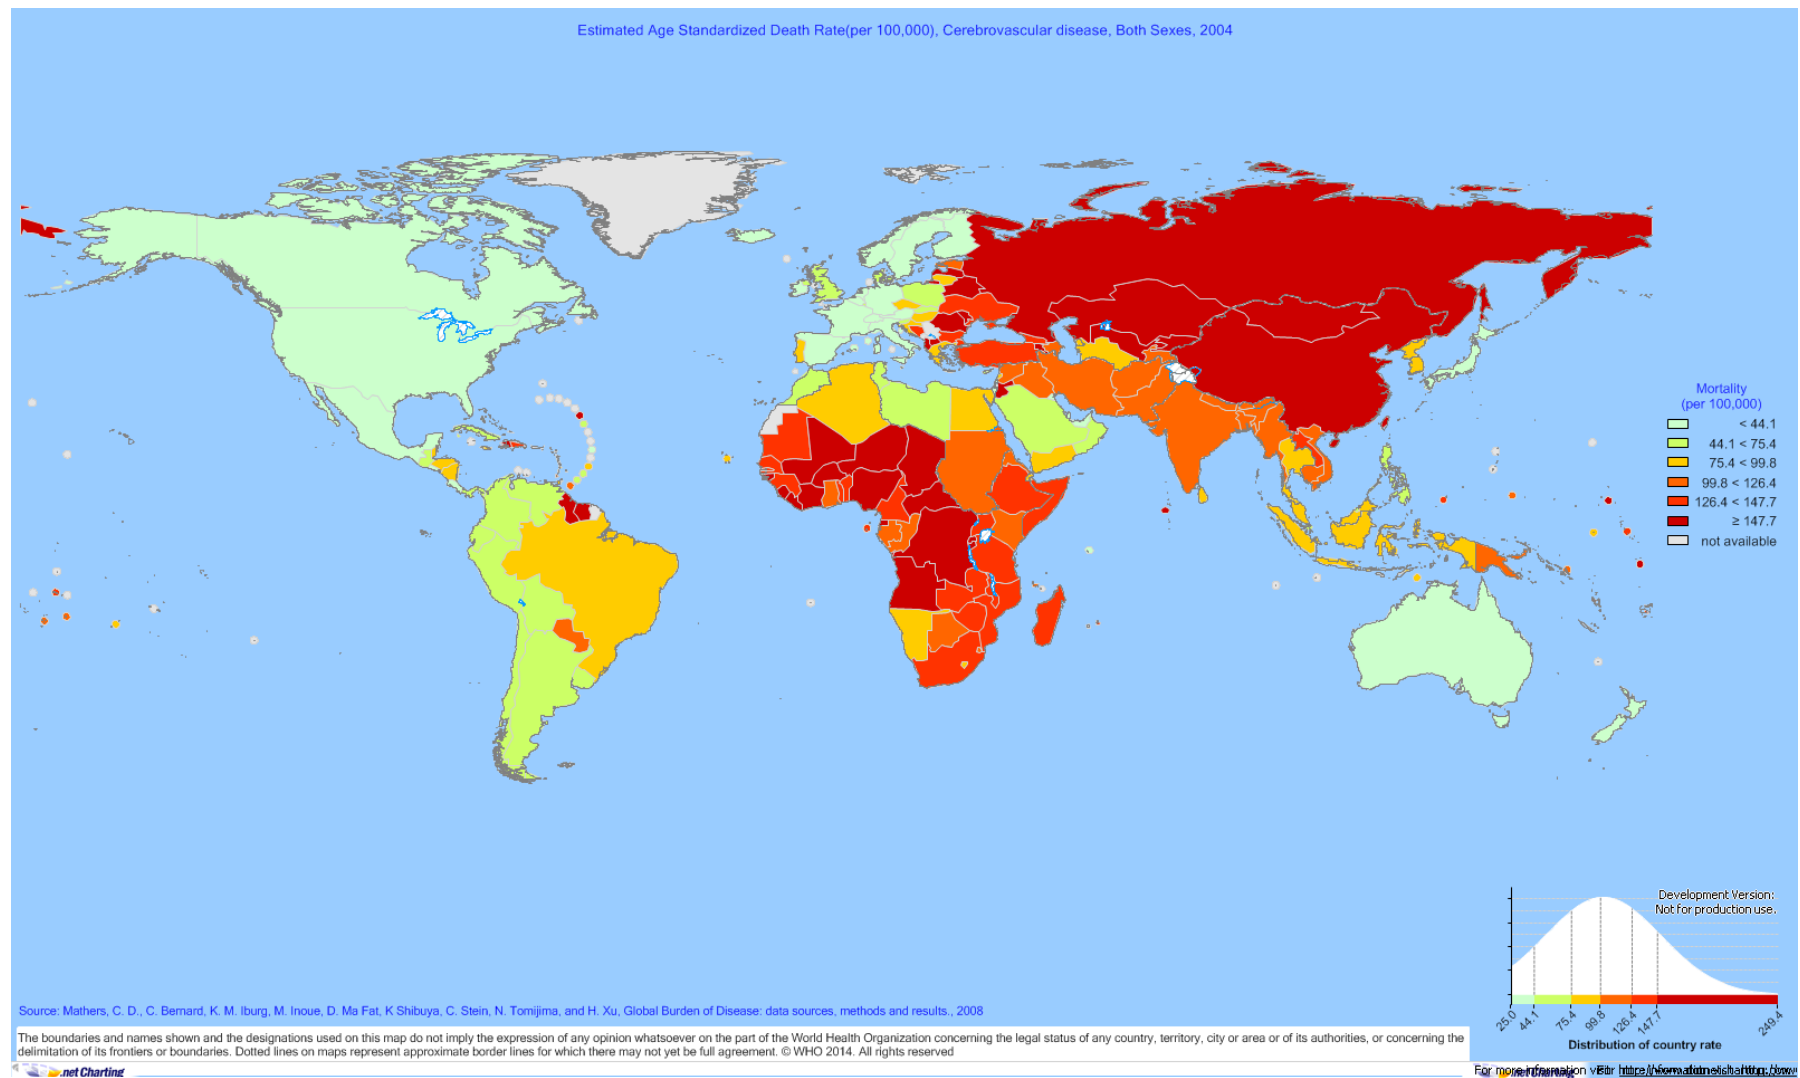 Estimated Age Standardized Death Rate(per 100,000), Cerebrovascular disease, Both Sexes, 2004
Mortality
(per 100,000)
< 44.1
44.1 < 75.4
75.4 < 99.8
99.8 < 126.4
126.4 < 147.7
≥ 147.7
not available
Development Version:
Not for production use.
25.0
44.1
75.4
99.8
126.4
147.7
249.4
Distribution of country rate
Source: Mathers, C. D., C. Bernard, K. M. Iburg, M. Inoue, D. Ma Fat, K Shibuya, C. Stein, N. Tomijima, and H. Xu, Global Burden of Disease: data sources, methods and results., 2008
The boundaries and names shown and the designations used on this map do not imply the expression of any opinion whatsoever on the part of the World Health Organization concerning the legal status of any country, territory, city or area or of its authorities, or concerning the
delimitation of its frontiers or boundaries. Dotted lines on maps represent approximate border lines for which there may not yet be full agreement. © WHO 2014. All rights reserved
.net Charting
For more information